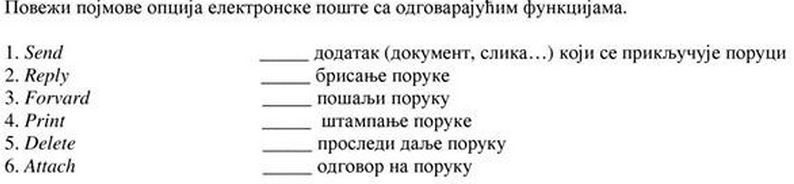 Повежи појмове опција електронске поште са одговарајућим функцијама.
1. Send _____ додатак (документ, слика…) који се прикључује поруци
2. Reply _____ брисање поруке
3. Forvard _____ пошаљи поруку
4. Print _____ штампање поруке
5. Delete _____ проследи даље поруку
6. Attach _____ одговор на поруку